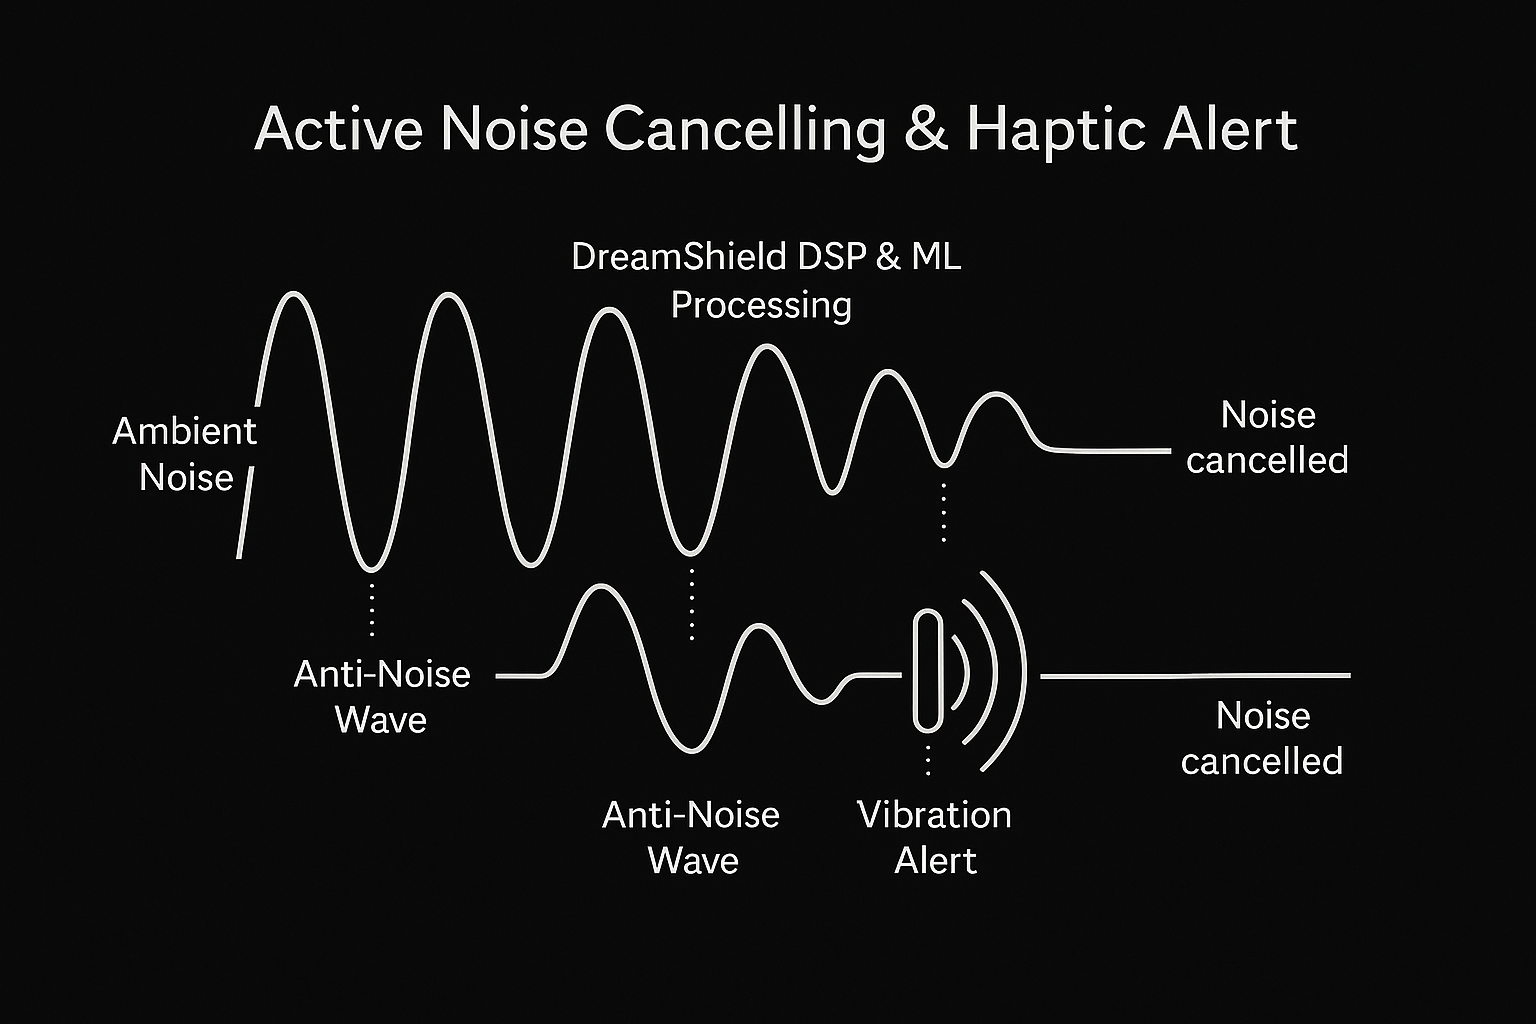 Active Noise Cancelling & Haptic Alert
DreamShield DSP & ML
Processing
Ambient
Noise
Noise
cancelled
Anti-Noise
Wave
Noise
cancelled
Anti-Noise
Wave
Vibration
Alert